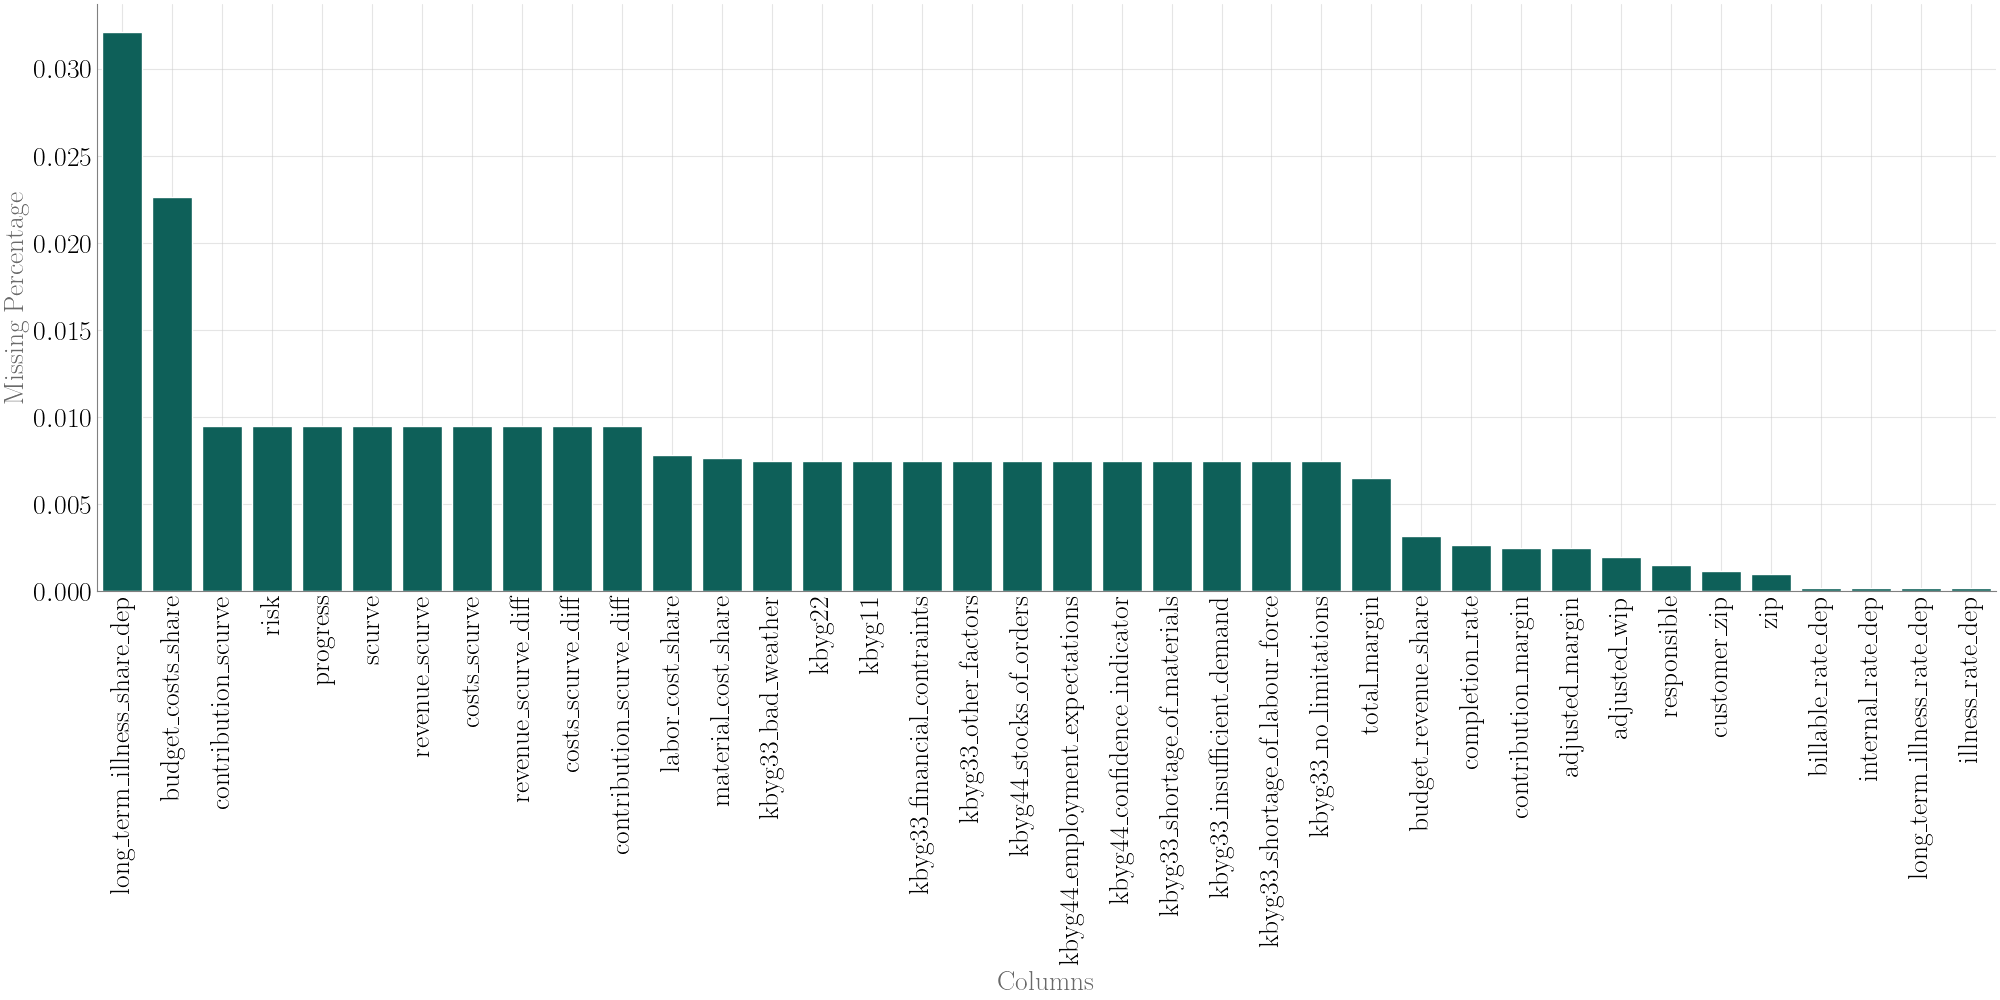 Missing Percentage
0.030
0.025
0.020
0.015
0.010
0.005
0.000
long_term_illness_share_dep
budget_costs_share
contribution_scurve
risk
progress
scurve
revenue_scurve
costs_scurve
revenue_scurve_diff
costs_scurve_diff
contribution_scurve_diff
labor_cost_share
material_cost_share
kbyg33_bad_weather
kbyg22
kbyg11
kbyg33_financial_contraints
kbyg33_other_factors
kbyg44_stocks_of_orders
kbyg44_employment_expectations
kbyg44_confidence_indicator
kbyg33_shortage_of_materials
kbyg33_insufficient_demand
kbyg33_shortage_of_labour_force
kbyg33_no_limitations
total_margin
budget_revenue_share
completion_rate
contribution_margin
adjusted_margin
adjusted_wip
responsible
customer_zip
zip
billable_rate_dep
internal_rate_dep
long_term_illness_rate_dep
illness_rate_dep
Columns